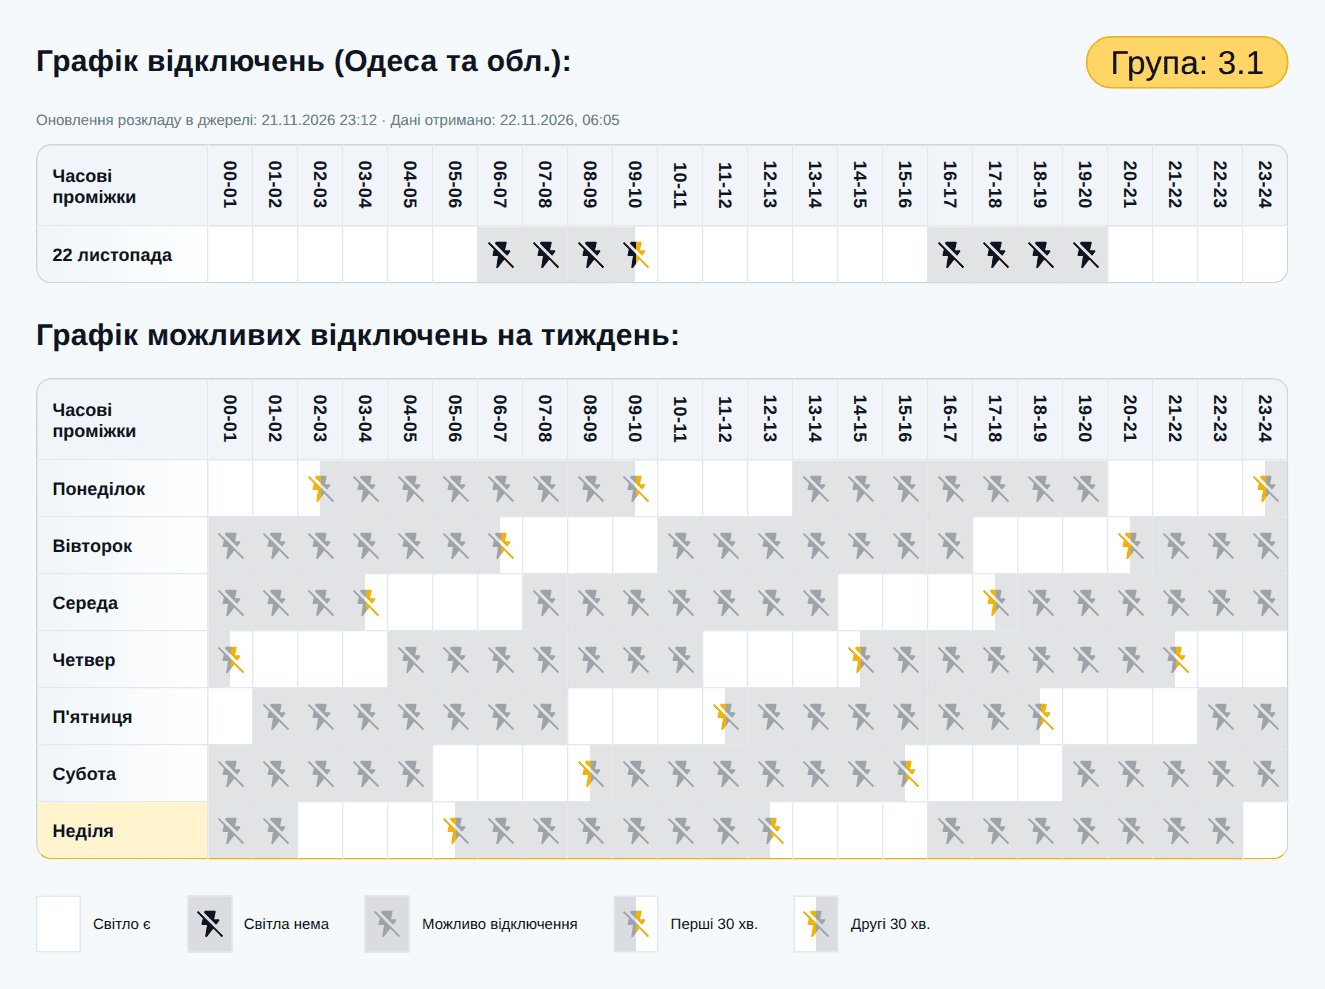 Графік відключень (Одеса та обл.):
Група: 3.1
Оновлення розкладу в джерелі: 21.11.2026 23:12 · Дані отримано: 22.11.2026, 06:05
Часові проміжки 00-01 01-02 02-03 03-04 04-05 05-06 06-07 07-08 08-09 09-10 10-11 11-12 12-13 13-14 14-15 15-16 16-17 17-18 18-19 19-20 20-21 21-22 22-23 23-24
22 листопада
Графік можливих відключень на тиждень:
Часові проміжки 00-01 01-02 02-03 03-04 04-05 05-06 06-07 07-08 08-09 09-10 10-11 11-12 12-13 13-14 14-15 15-16 16-17 17-18 18-19 19-20 20-21 21-22 22-23 23-24
Понеділок
Вівторок
Середа
Четвер
П'ятниця
Субота
Неділя
Світло є Світла нема Можливо відключення Перші 30 хв. Другі 30 хв.